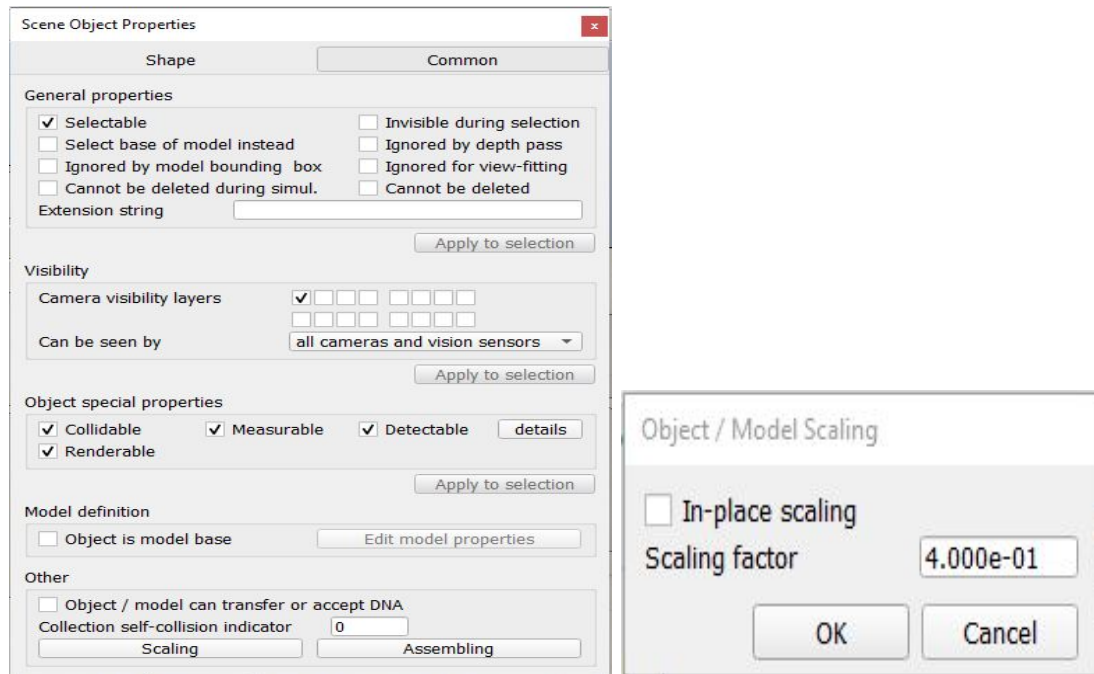 Scene Object Properties
x
Shape Common
General properties
Selectable Invisible during selection
Select base of model instead Ignored by depth pass
Ignored by model bounding box Ignored for view-fitting
Cannot be deleted during simul. Cannot be deleted
Extension string
Apply to selection
Visibility
Camera visibility layers
Can be seen by all cameras and vision sensors
Apply to selection
Object special properties
Collidable Measurable Detectable details
Renderable
Apply to selection
Model definition
Object is model base Edit model properties
Other
Object / model can transfer or accept DNA
Collection self-collision indicator 0
Scaling Assembling
Object / Model Scaling
In-place scaling
Scaling factor 4.000e-01
OK Cancel